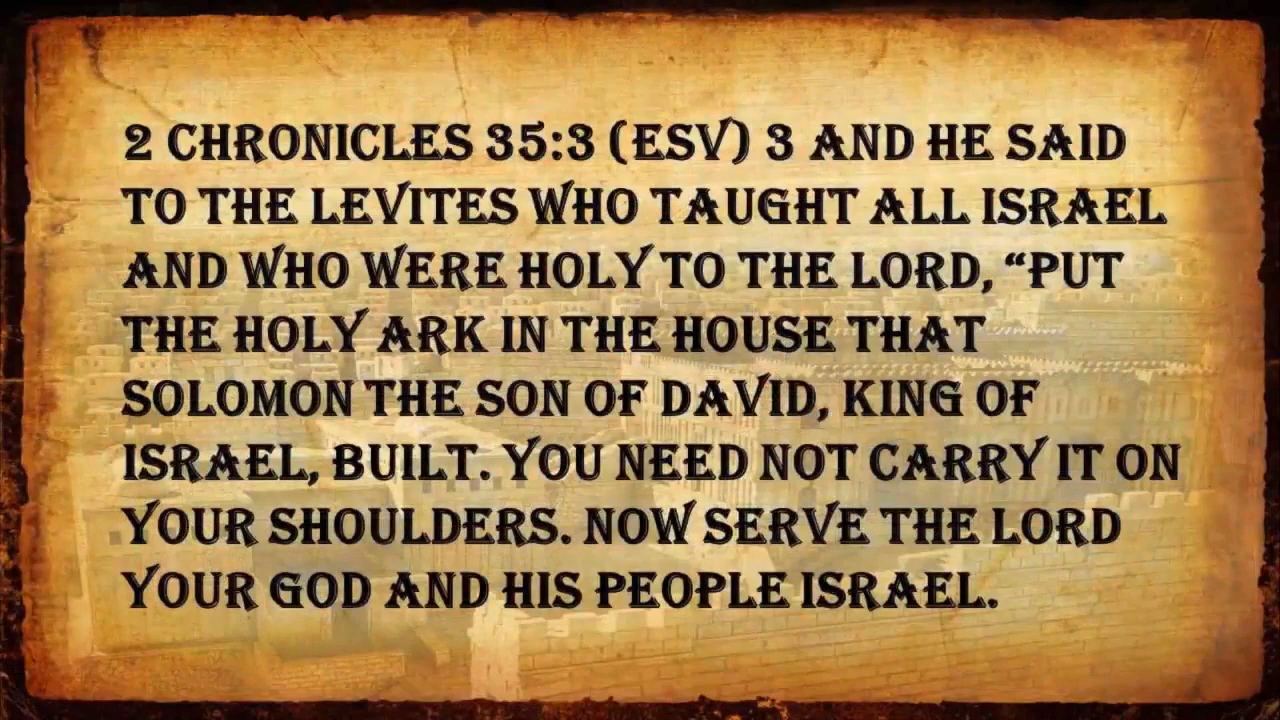 2 CHRONICLES 35:3 (ESV) 3 AND HE SAID
TO THE LEVITES WHO TAUGHT ALL ISRAEL
AND WHO WERE HOLY TO THE LORD, “PUT
THE HOLY ARK IN THE HOUSE THAT
SOLOMON THE SON OF DAVID, KING OF
ISRAEL, BUILT. YOU NEED NOT CARRY IT ON
YOUR SHOULDERS. NOW SERVE THE LORD
YOUR GOD AND HIS PEOPLE ISRAEL.